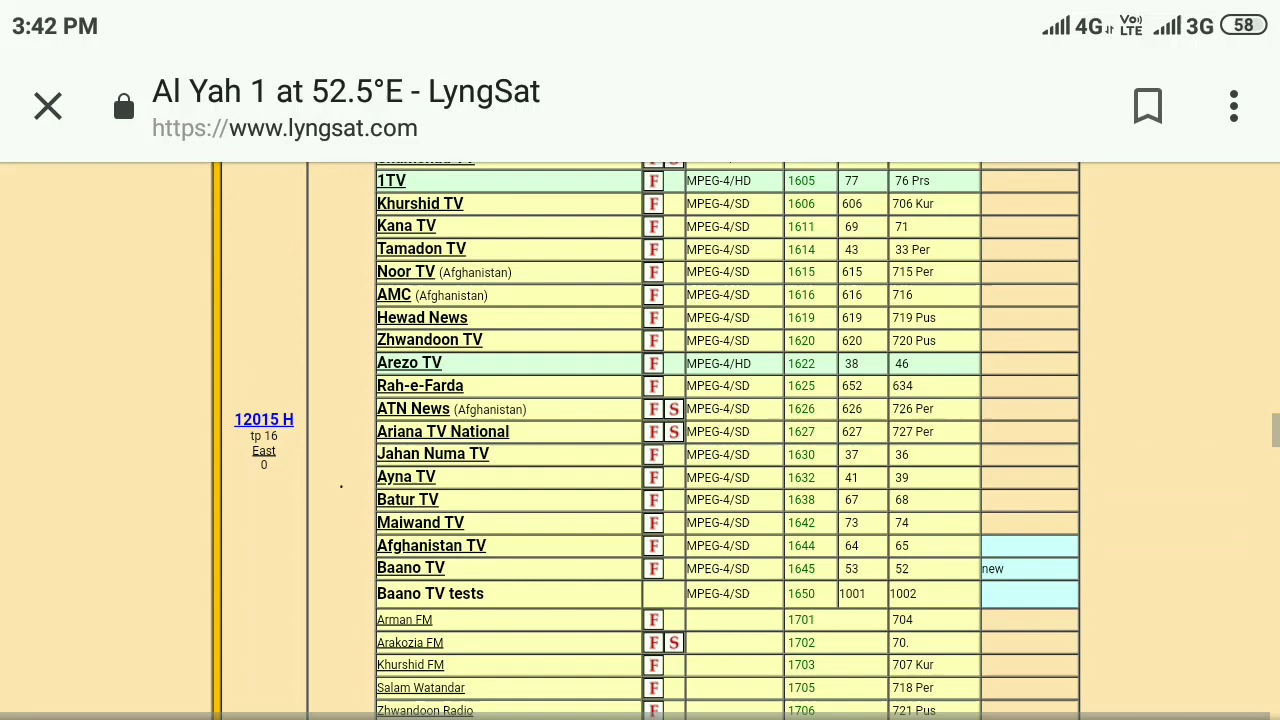 3:42 PM 4G Vo) LTE 3G 58
Al Yah 1 at 52.5°E - LyngSat
https://www.lyngsat.com
1TV F MPEG-4/HD 1605 77 76 Prs
Khurshid TV F MPEG-4/SD 1606 606 706 Kur
Kana TV F MPEG-4/SD 1611 69 71
Tamadon TV F MPEG-4/SD 1614 43 33 Per
Noor TV (Afghanistan) F MPEG-4/SD 1615 615 715 Per
AMC (Afghanistan) F MPEG-4/SD 1616 616 716
Hewad News F MPEG-4/SD 1619 619 719 Pus
Zhwandoon TV F MPEG-4/SD 1620 620 720 Pus
Arezo TV F MPEG-4/HD 1622 38 46
Rah-e-Farda F MPEG-4/SD 1625 652 634
ATN News (Afghanistan) F S MPEG-4/SD 1626 626 726 Per
12015 H
tp 16
East
0
Ariana TV National F S MPEG-4/SD 1627 627 727 Per
Jahan Numa TV F MPEG-4/SD 1630 37 36
Ayna TV F MPEG-4/SD 1632 41 39
Batur TV F MPEG-4/SD 1638 67 68
Maiwand TV F MPEG-4/SD 1642 73 74
Afghanistan TV F MPEG-4/SD 1644 64 65
Baano TV F MPEG-4/SD 1645 53 52 new
Baano TV tests MPEG-4/SD 1650 1001 1002
Arman FM F 1701 704
Arakozia FM F S 1702 70.
Khurshid FM F 1703 707 Kur
Salam Watandar F 1705 718 Per
Zhwandoon Radio F 1706 721 Pus